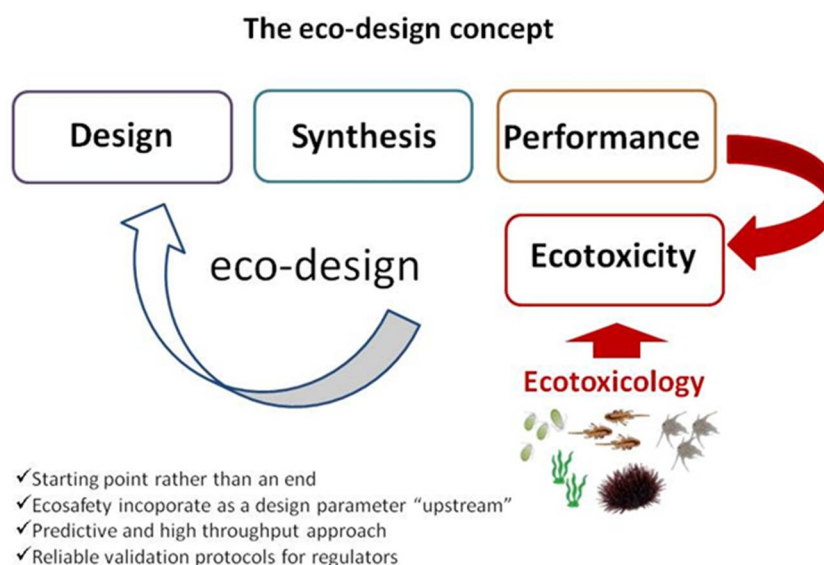 The eco-design concept
Design
Synthesis
Performance
eco-design
Ecotoxicity
Ecotoxicology
✓Starting point rather than an end
✓Ecosafety incoporate as a design parameter “upstream”
✓Predictive and high throughput approach
✓Reliable validation protocols for regulators